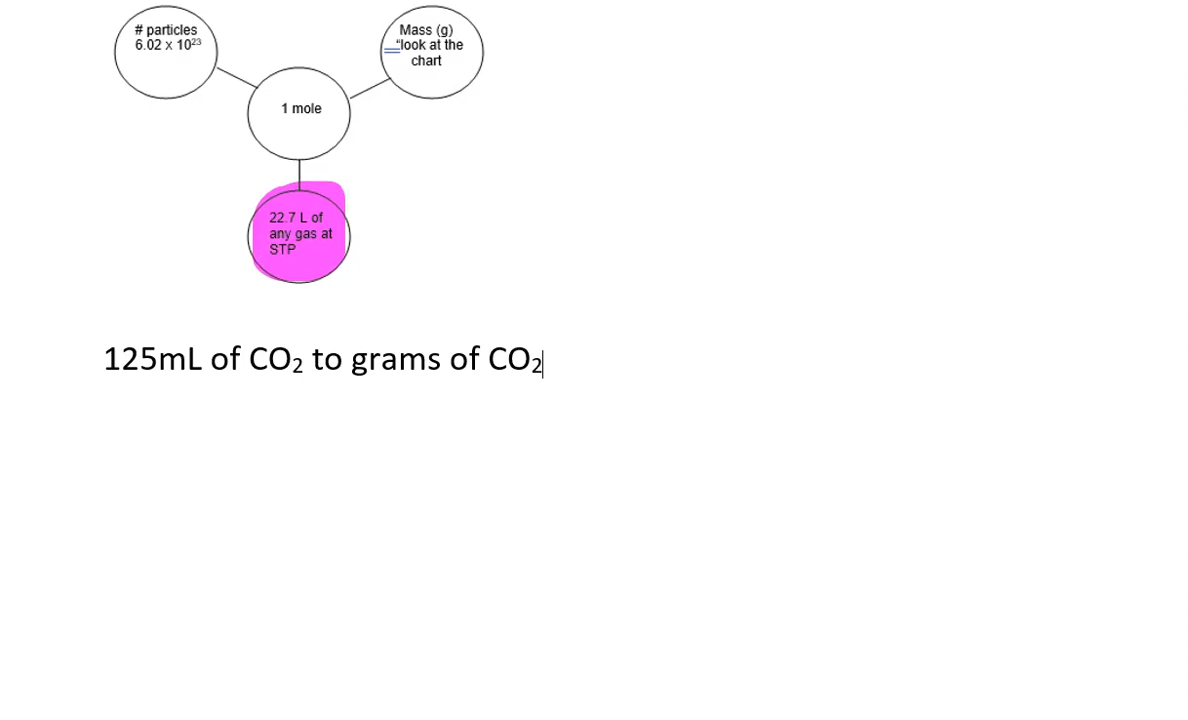 # particles
6.02 x 10²³
Mass (g)
“look at the
chart
1 mole
22.7 L of
any gas at
STP
125mL of CO₂ to grams of CO₂